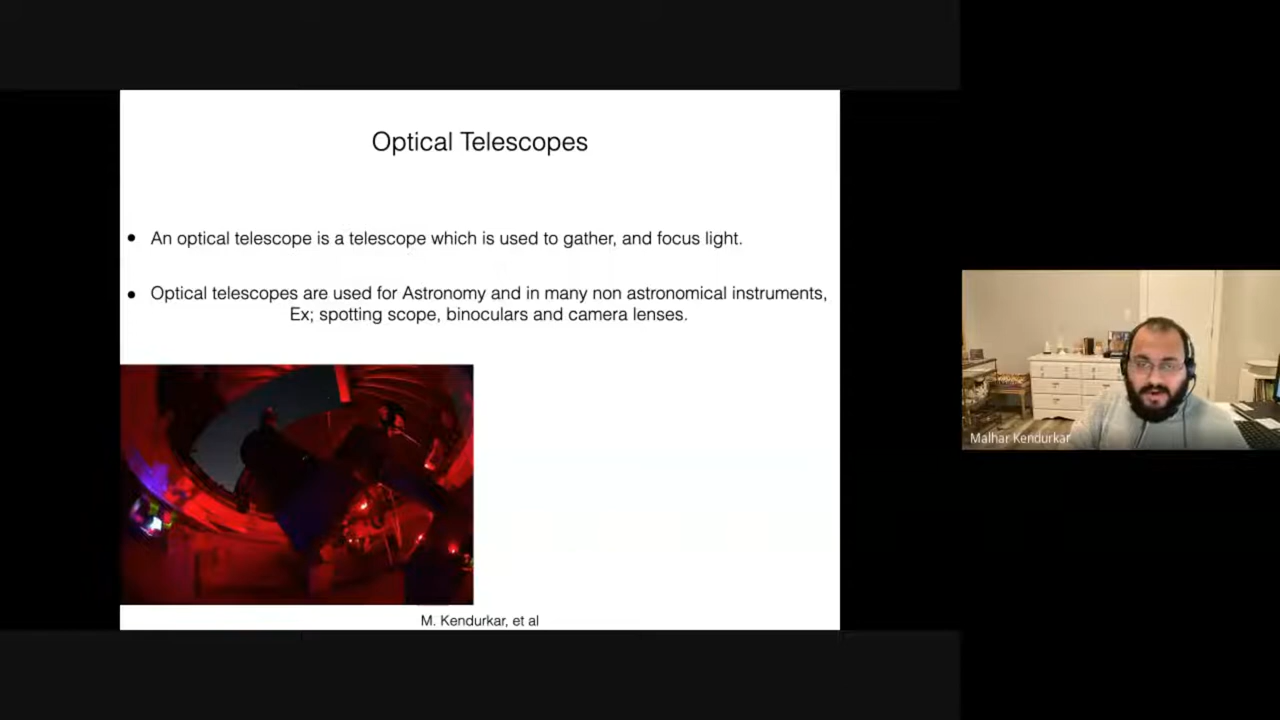 Optical Telescopes
• An optical telescope is a telescope which is used to gather, and focus light.
• Optical telescopes are used for Astronomy and in many non astronomical instruments,
Ex; spotting scope, binoculars and camera lenses.
M. Kendurkar, et al
Malhar Kendurkar